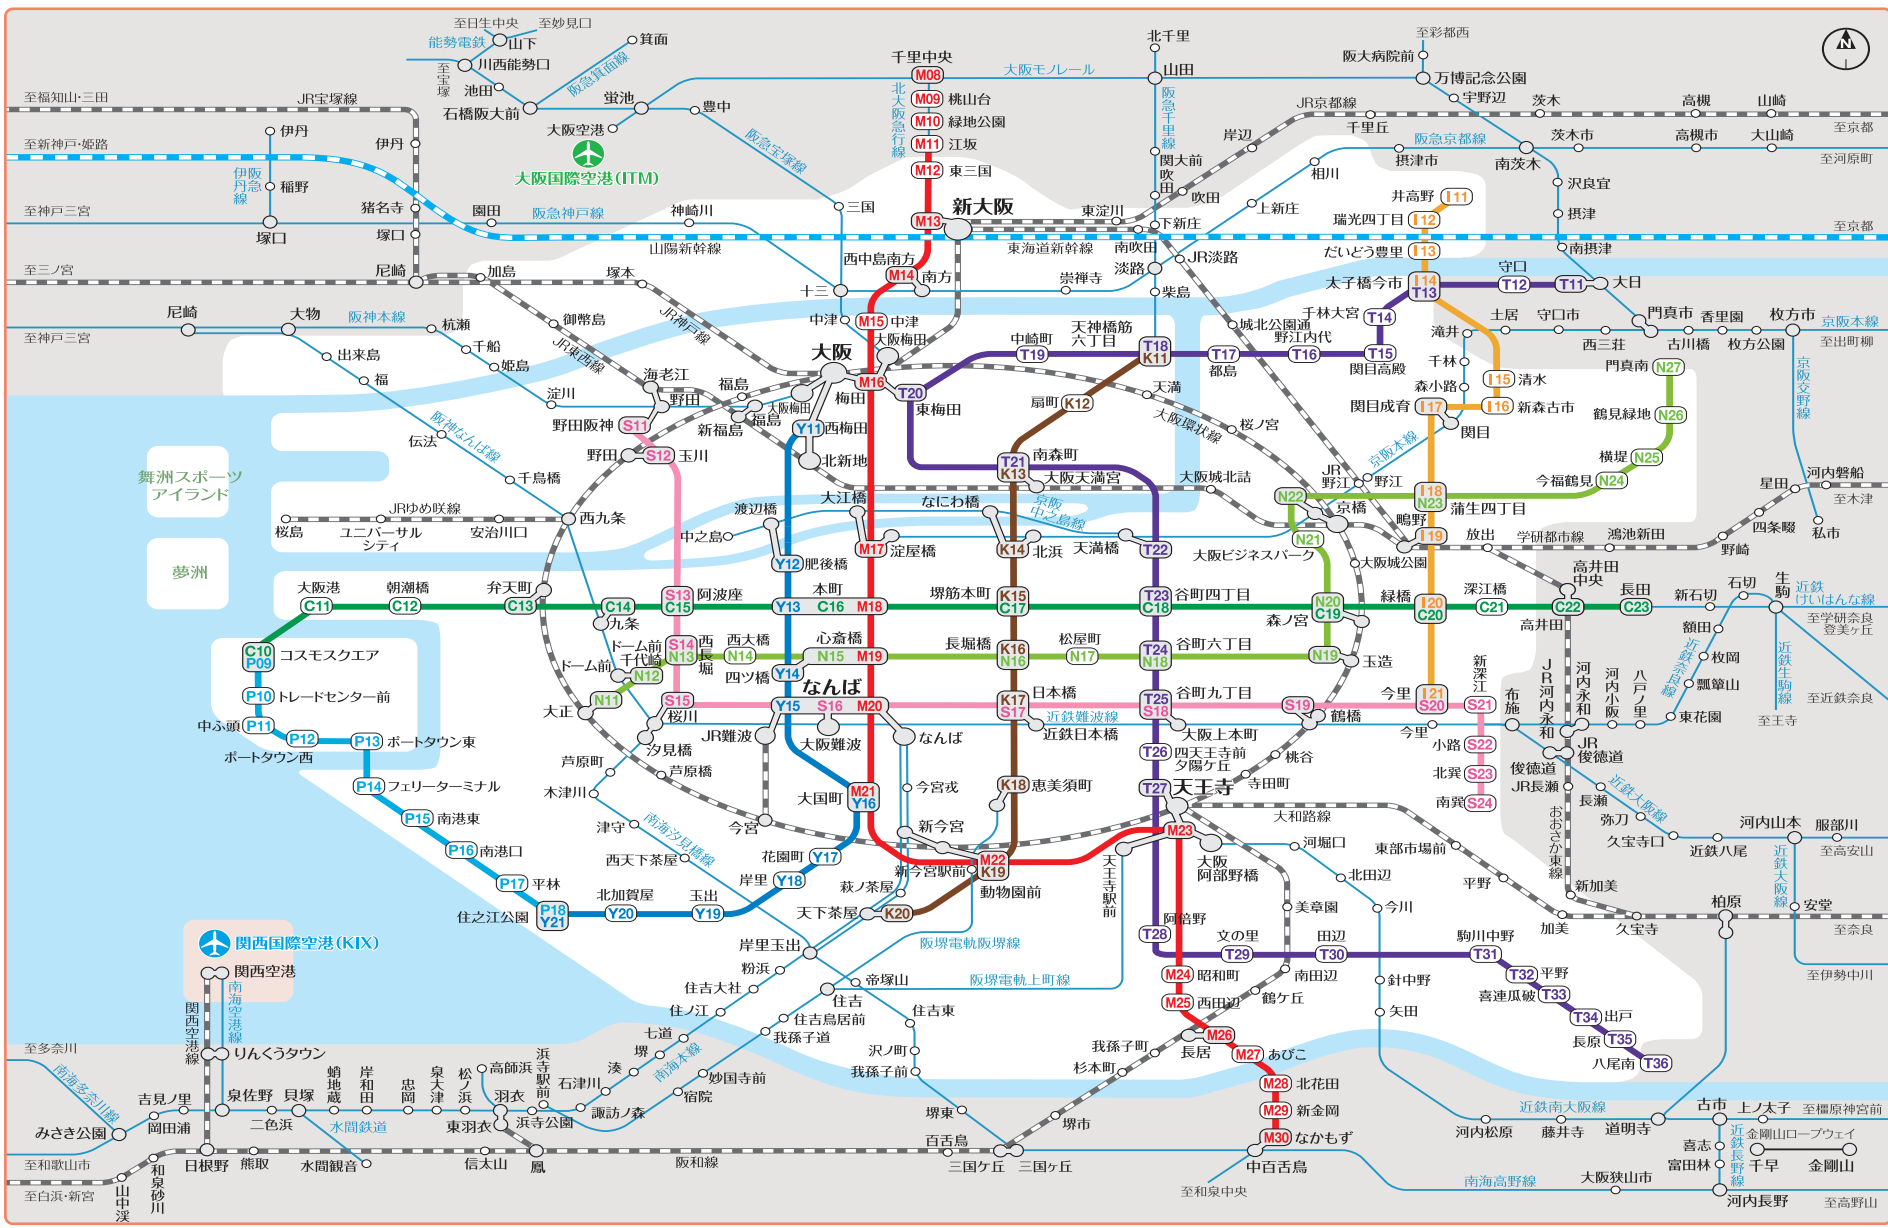 至日生中央
至妙見口
能勢電鉄
山下
箕面
至宝塚
川西能勢口
阪急箕面線
池田
石橋阪大前
蛍池
大阪空港
豊中
大阪国際空港(ITM)
阪急宝塚線
千里中央
M08
北大阪急行線
M09 桃山台
M10 緑地公園
M11 江坂
M12 東三国
M13
新大阪
大阪モノレール
北千里
山田
阪急千里線
関大前
吹田
下新庄
至彩都西
阪大病院前
万博記念公園
宇野辺
JR京都線
千里丘
茨木
高槻
山崎
至京都
岸辺
吹田
東淀川
阪急京都線
摂津市
茨木市
高槻市
大山崎
至河原町
南茨木
相川
上新庄
沢良宜
摂津
南摂津
至京都
至福知山・三田
JR宝塚線
至新神戸・姫路
伊丹
阪急伊丹線
稲野
塚口
伊丹
猪名寺
塚口
至神戸三宮
園田
阪急神戸線
神崎川
三国
山陽新幹線
東海道新幹線
南吹田
JR淡路
淡路
崇禅寺
柴島
至三ノ宮
尼崎
加島
塚本
御幣島
JR東西線
JR神戸線
十三
中津
西中島南方
M14 南方
M15 中津
大阪梅田
尼崎
大物
阪神本線
杭瀬
千船
姫島
淀川
至神戸三宮
出来島
福
伝法
阪神なんば線
千鳥橋
海老江
野田
野田阪神
S11
福島
新福島
福島
大阪梅田
大阪
梅田
M16
T20
東梅田
Y11 西梅田
北新地
中崎町
T19
天神橋筋
六丁目
T18
K11
T17
都島
野江内代
T16
T15
関目高殿
千林大宮
T14
城北公園通
井高野
I11
瑞光四丁目
I12
だいどう豊里
I13
太子橋今市
I14
T13
守口
T12
T11 大日
門真市
滝井
土居
守口市
西三荘
古川橋
香里園
枚方公園
枚方市
京阪本線
至出町柳
京阪交野線
千林
森小路
I15 清水
I16 新森古市
関目成育
I17
関目
門真南
N27
鶴見緑地
N26
横堤
N25
今福鶴見
N24
天満
大阪環状線
桜ノ宮
扇町
K12
南森町
T21
K13
大阪天満宮
大阪城北詰
JR
野江
野江
京阪本線
N22
京橋
I18
N23
蒲生四丁目
鴫野
I19
放出
学研都市線
鴻池新田
野崎
四条畷
星田
河内磐船
至木津
私市
舞洲スポーツ
アイランド
夢洲
桜島
JRゆめ咲線
ユニバーサル
シティ
安治川口
西九条
野田
S12 玉川
渡辺橋
中之島
大江橋
なにわ橋
京阪
中之島線
M17 淀屋橋
K14 北浜
天満橋
T22
Y12 肥後橋
N21
大阪ビジネスパーク
大阪城公園
大阪港
C11
朝潮橋
C12
弁天町
C13
C14
九条
S13
C15
阿波座
本町
Y13 C16 M18
堺筋本町
K15
C17
T23
C18
谷町四丁目
N20
C19
森ノ宮
緑橋
I20
C20
深江橋
C21
高井田
中央
C22
高井田
長田
C23
新石切
石切
生駒
近鉄
けいはんな線
至学研奈良
登美ヶ丘
額田
枚岡
瓢簞山
近鉄奈良線
近鉄生駒線
至近鉄奈良
至王寺
東花園
C10
P09
コスモスクエア
P10 トレードセンター前
中ふ頭
P11
P12
ポートタウン西
P13 ポートタウン東
P14 フェリーターミナル
P15 南港東
P16 南港口
P17 平林
住之江公園
P18
Y21
北加賀屋
Y20
玉出
Y19
岸里
Y18
花園町
Y17
ドーム前
千代崎
ドーム前
N12
N11
大正
S14
N13
西長堀
西大橋
N14
心斎橋
N15 M19
四ツ橋
Y14
長堀橋
K16
N16
松屋町
N17
T24
N18
谷町六丁目
N19
玉造
S15
桜川
汐見橋
なんば
Y15 S16 M20
JR難波
大阪難波
なんば
K17
S17
日本橋
近鉄難波線
近鉄日本橋
T25
S18
谷町九丁目
大阪上本町
S19
鶴橋
今里
I21
S20
今里
新深江
S21
小路
S22
北巽
S23
南巽
S24
布施
JR河内永和
河内永和
河内小阪
八戸ノ里
JR
俊徳道
俊徳道
JR長瀬
長瀬
近鉄大阪線
弥刀
久宝寺口
近鉄八尾
河内山本
服部川
至高安山
近鉄大阪線
おおさか東線
新加美
柏原
安堂
加美
久宝寺
至奈良
至伊勢中川
芦原町
芦原橋
木津川
津守
南海汐見橋線
西天下茶屋
今宮
大国町
M21
Y16
今宮戎
新今宮
新今宮駅前
K18 恵美須町
M22
K19
動物園前
萩ノ茶屋
天下茶屋
K20
T26 四天王寺前
夕陽ケ丘
桃谷
寺田町
T27
天王寺
M23
天王寺駅前
大阪
阿部野橋
大和路線
東部市場前
平野
河堀口
北田辺
今川
美章園
阿倍野
T28
文の里
T29
田辺
T30
駒川中野
T31
T32 平野
喜連瓜破
T33
T34 出戸
長原
T35
八尾南
T36
南田辺
鶴ケ丘
針中野
矢田
M24 昭和町
M25 西田辺
M26
長居
M27 あびこ
M28 北花田
M29 新金岡
M30 なかもず
中百舌鳥
至和泉中央
我孫子町
杉本町
堺市
岸里玉出
粉浜
住吉大社
住ノ江
七道
堺
湊
石津川
諏訪ノ森
浜寺公園
南海本線
阪堺電軌阪堺線
阪堺電軌上町線
帝塚山
住吉
住吉鳥居前
我孫子道
住吉東
沢ノ町
我孫子前
妙国寺前
宿院
堺東
百舌鳥
三国ケ丘
三国ヶ丘
関西国際空港(KIX)
関西空港
関西空港線
南海空港線
りんくうタウン
至多奈川
南海多奈川線
みさき公園
吉見ノ里
岡田浦
泉佐野
二色浜
貝塚
蛸地蔵
岸和田
忠岡
泉大津
松ノ浜
高師浜
羽衣
東羽衣
浜寺駅前
水間鉄道
水間観音
至和歌山市
至白浜・新宮
山中渓
和泉砂川
日根野
熊取
信太山
鳳
阪和線
近鉄南大阪線
河内松原
藤井寺
道明寺
古市
上ノ太子
至橿原神宮前
金剛山ロープウェイ
千早
金剛山
喜志
富田林
近鉄長野線
南海高野線
大阪狭山市
河内長野
至高野山
N